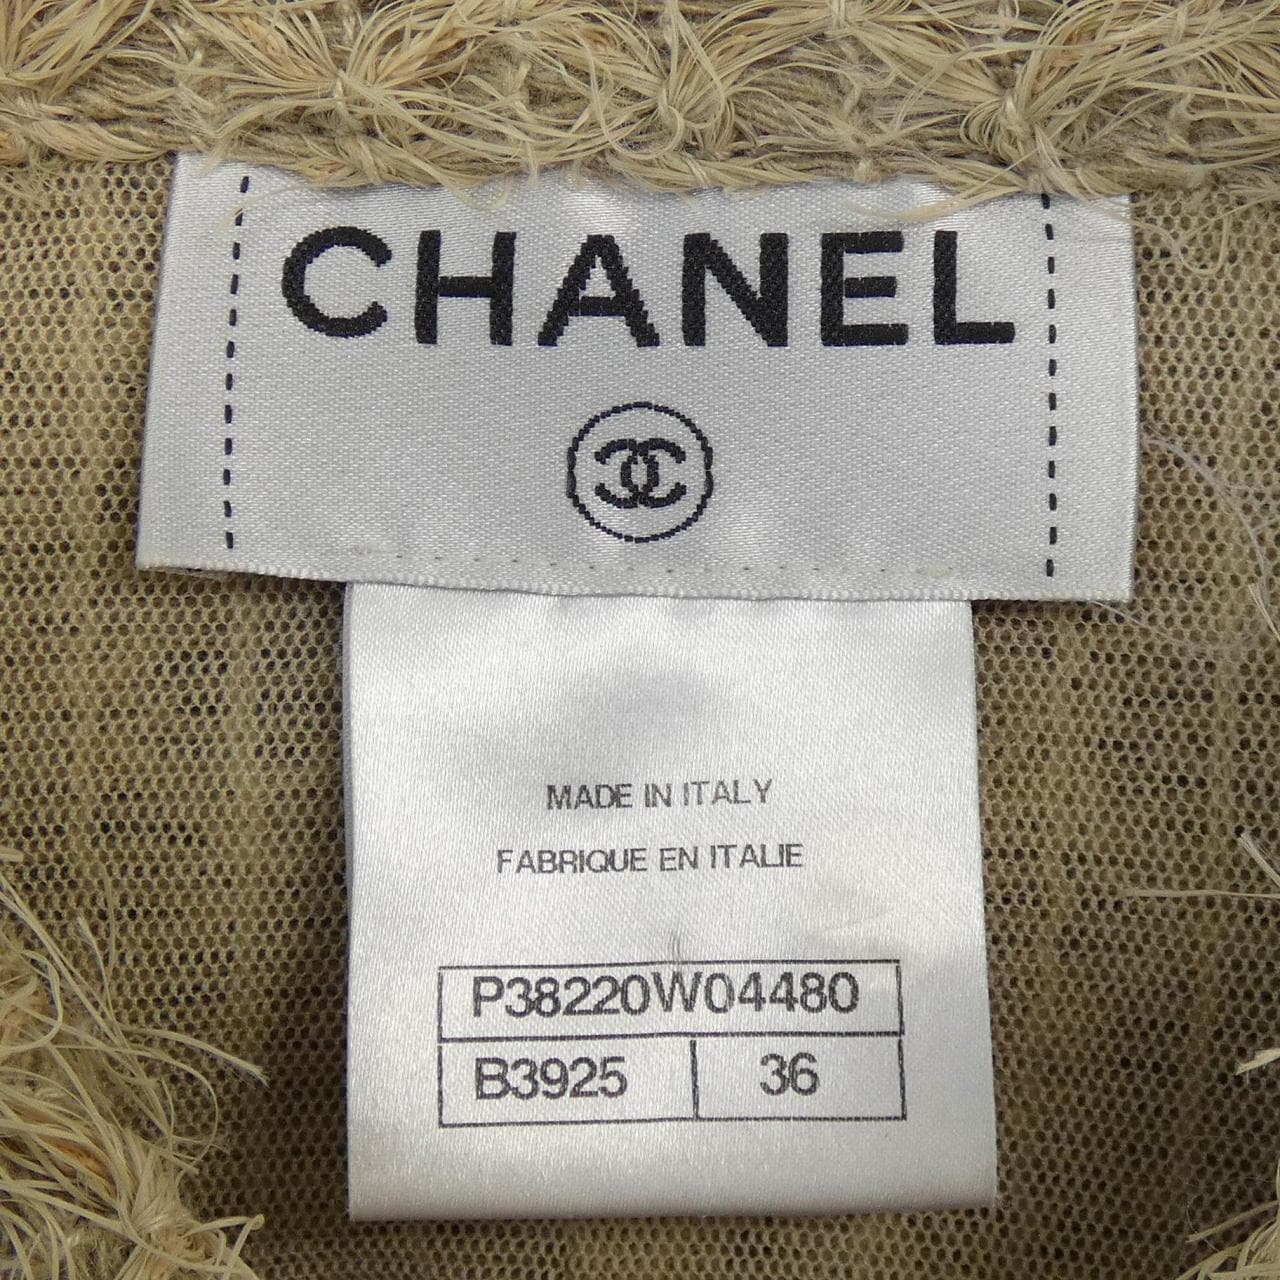 CHANEL
MADE IN ITALY
FABRIQUE EN ITALIE
P38220W04480
B3925 36